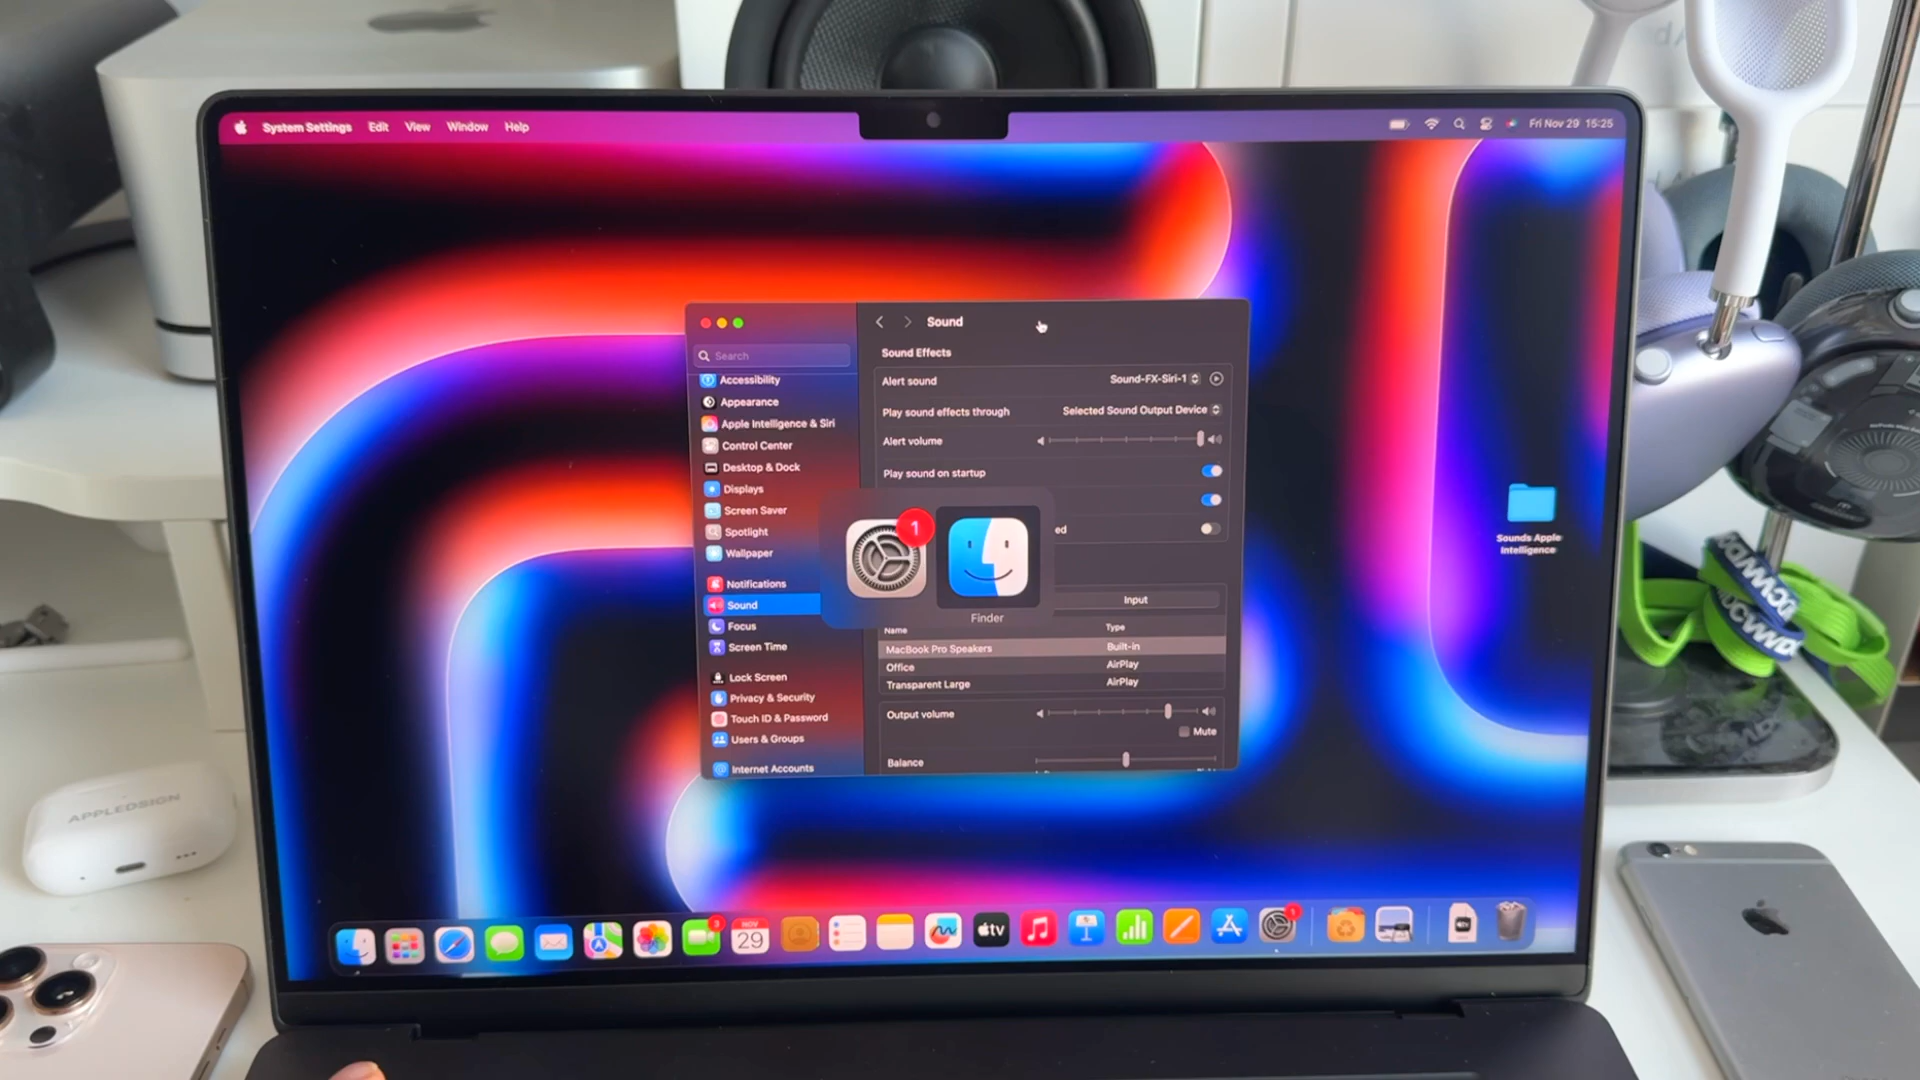 System Settings Edit View Window Help
Fri Nov 29 15:25
Sound
Search
Accessibility
Appearance
Apple Intelligence & Siri
Control Center
Desktop & Dock
Displays
Screen Saver
Spotlight
Wallpaper
Notifications
Sound
Focus
Screen Time
Lock Screen
Privacy & Security
Touch ID & Password
Users & Groups
Internet Accounts
Sound Effects
Alert sound Sound-FX-Siri-1
Play sound effects through Selected Sound Output Device
Alert volume
Play sound on startup
ed
1
Finder
Input
Name Type
MacBook Pro Speakers Built-in
Office AirPlay
Transparent Large AirPlay
Output volume
Mute
Balance
Sounds Apple
Intelligence
APPLEDSIGN
3
NOV
29
tv
1